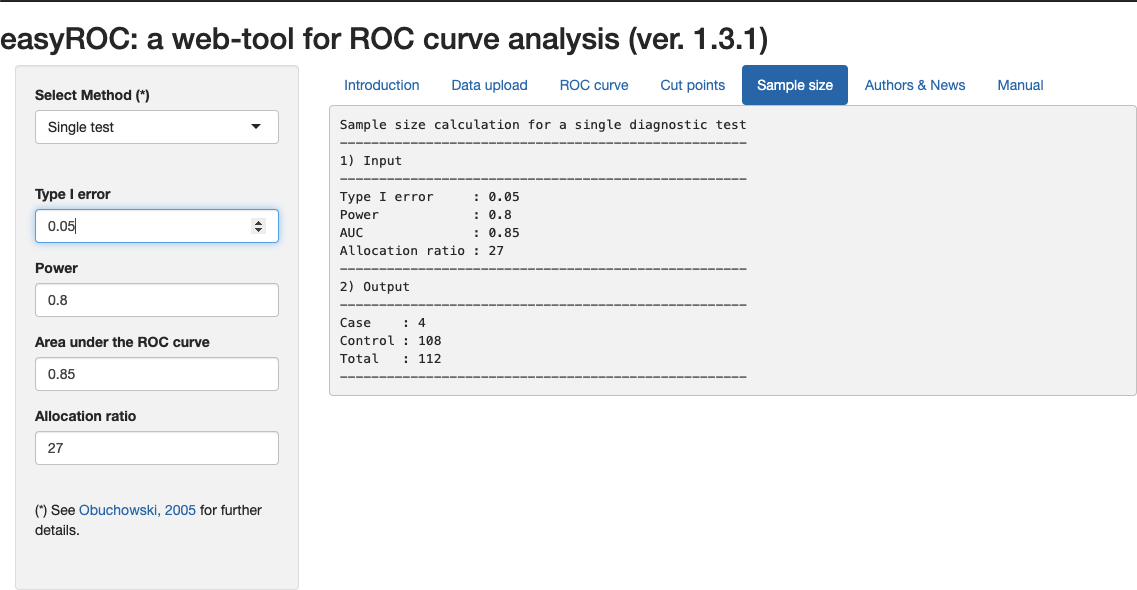 easyROC: a web-tool for ROC curve analysis (ver. 1.3.1)
Select Method (*)
Single test
Type I error
0.05
Power
0.8
Area under the ROC curve
0.85
Allocation ratio
27
(*) See Obuchowski, 2005 for further
details.
Introduction Data upload ROC curve Cut points Sample size Authors & News Manual
Sample size calculation for a single diagnostic test
----------------------------------------------------
1) Input
----------------------------------------------------
Type I error     : 0.05
Power            : 0.8
AUC              : 0.85
Allocation ratio : 27
----------------------------------------------------
2) Output
----------------------------------------------------
Case    : 4
Control : 108
Total   : 112
----------------------------------------------------